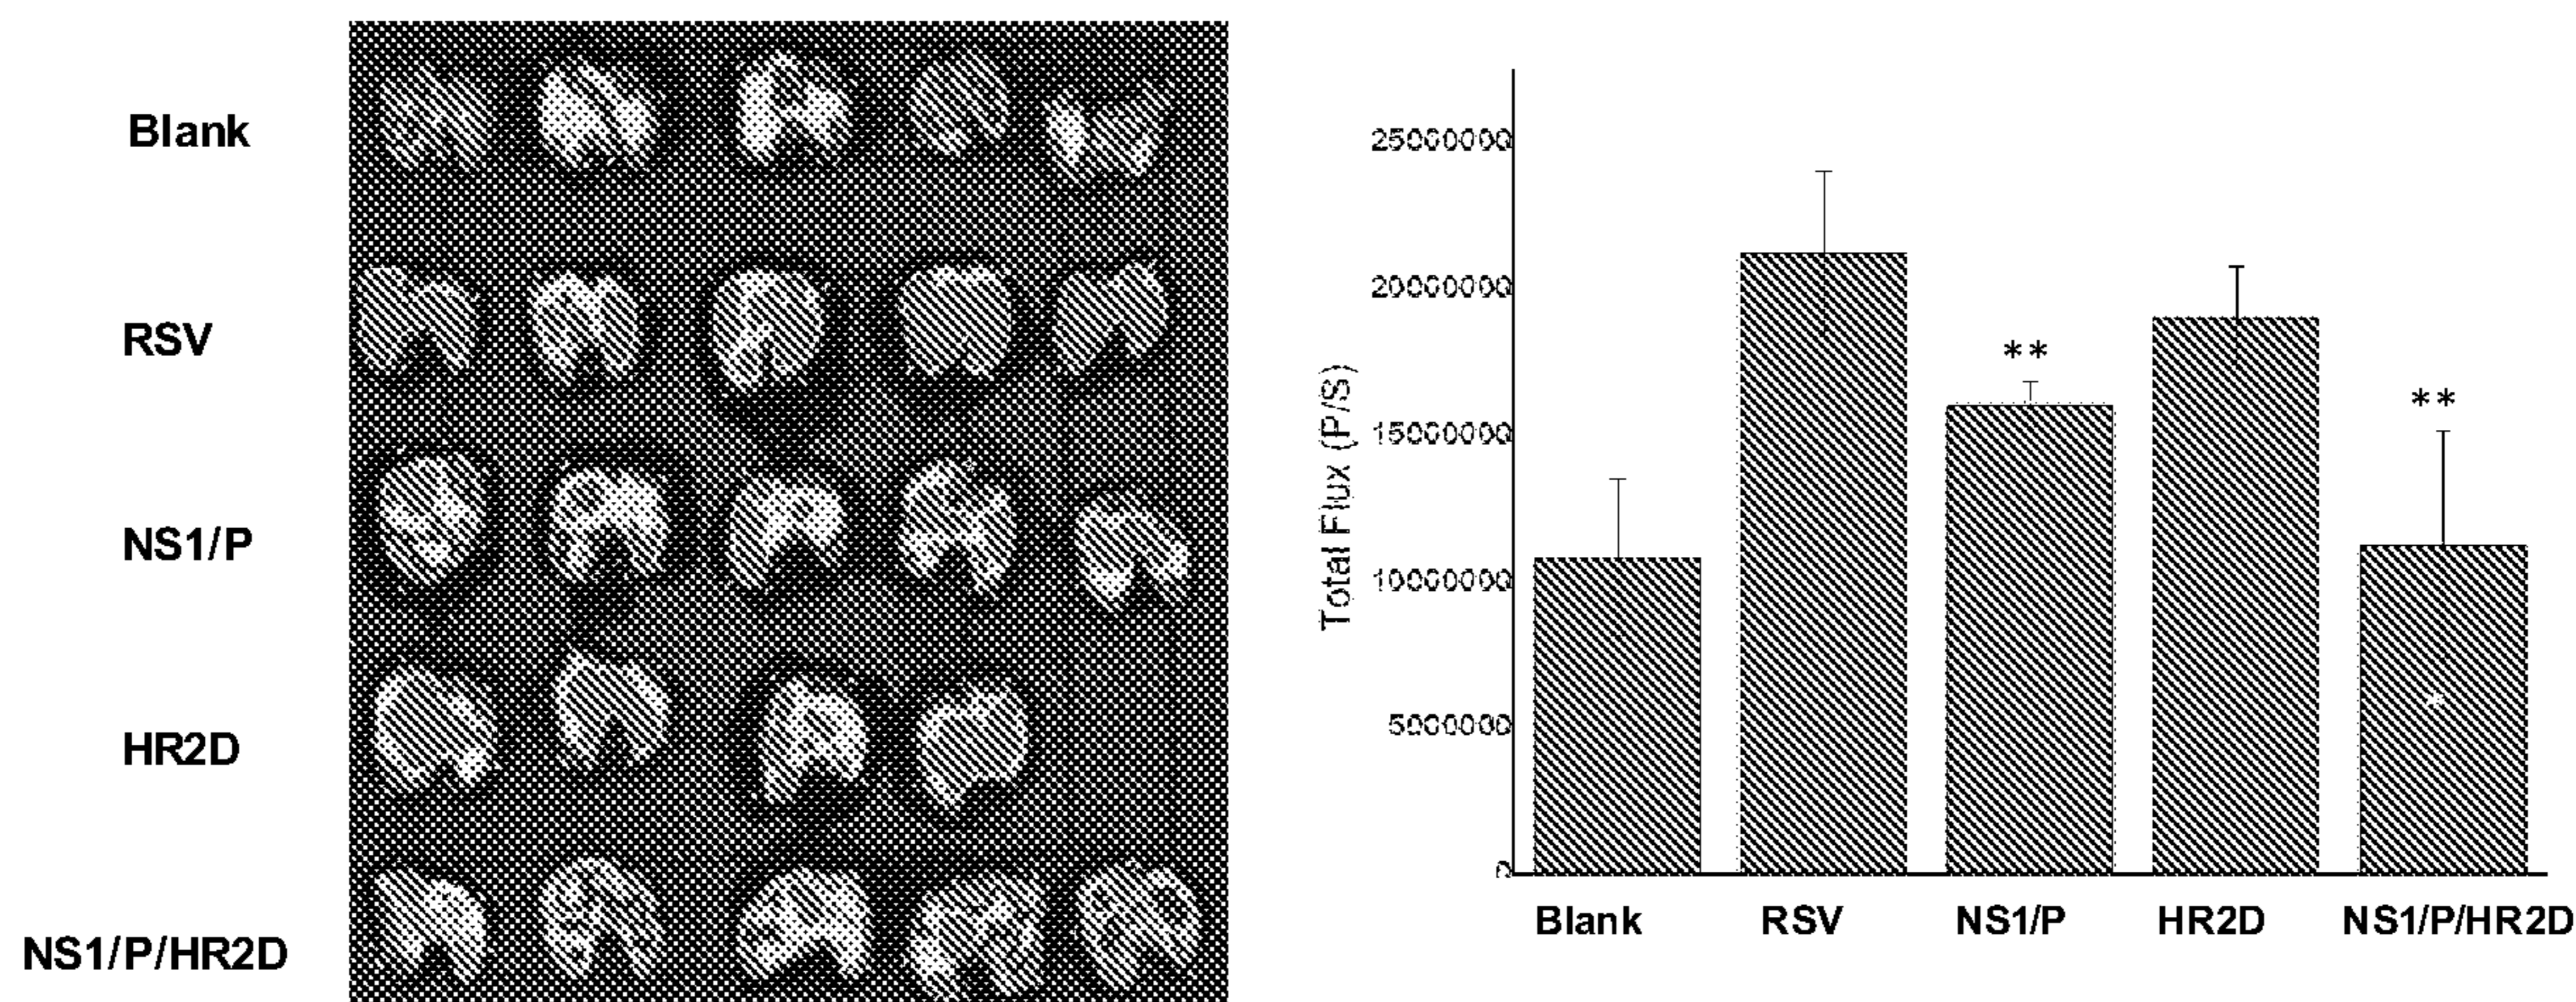 Blank
RSV
NS1/P
HR2D
NS1/P/HR2D
Total Flux (P/S)
25000000
20000000
15000000
10000000
5000000
0
**
**
*
Blank
RSV
NS1/P
HR2D
NS1/P/HR2D